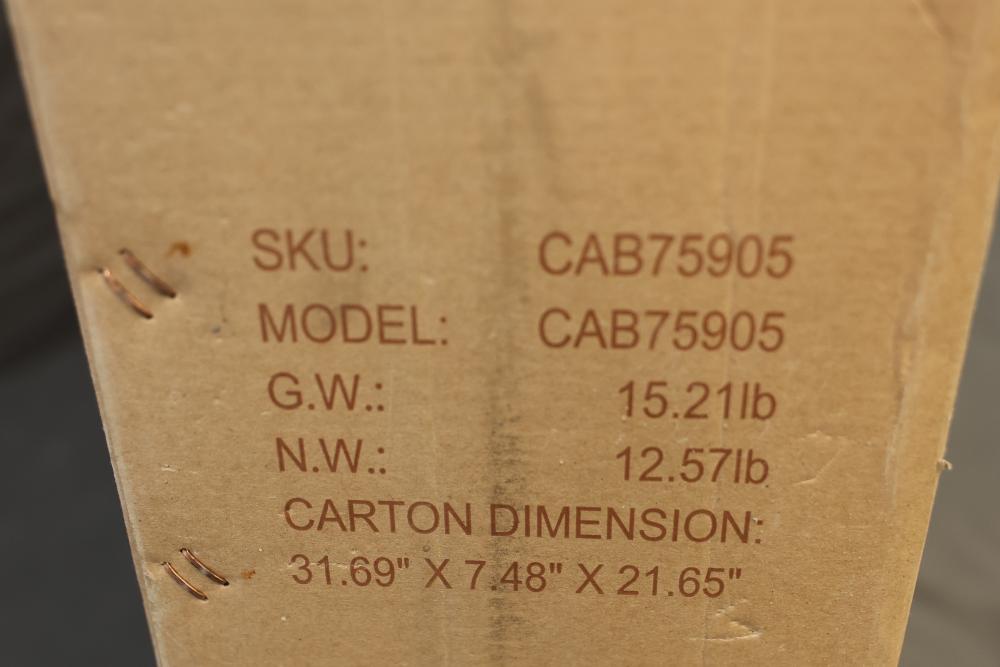 SKU: CAB75905
MODEL: CAB75905
G.W.: 15.21lb
N.W.: 12.57lb
CARTON DIMENSION:
31.69" X 7.48" X 21.65"